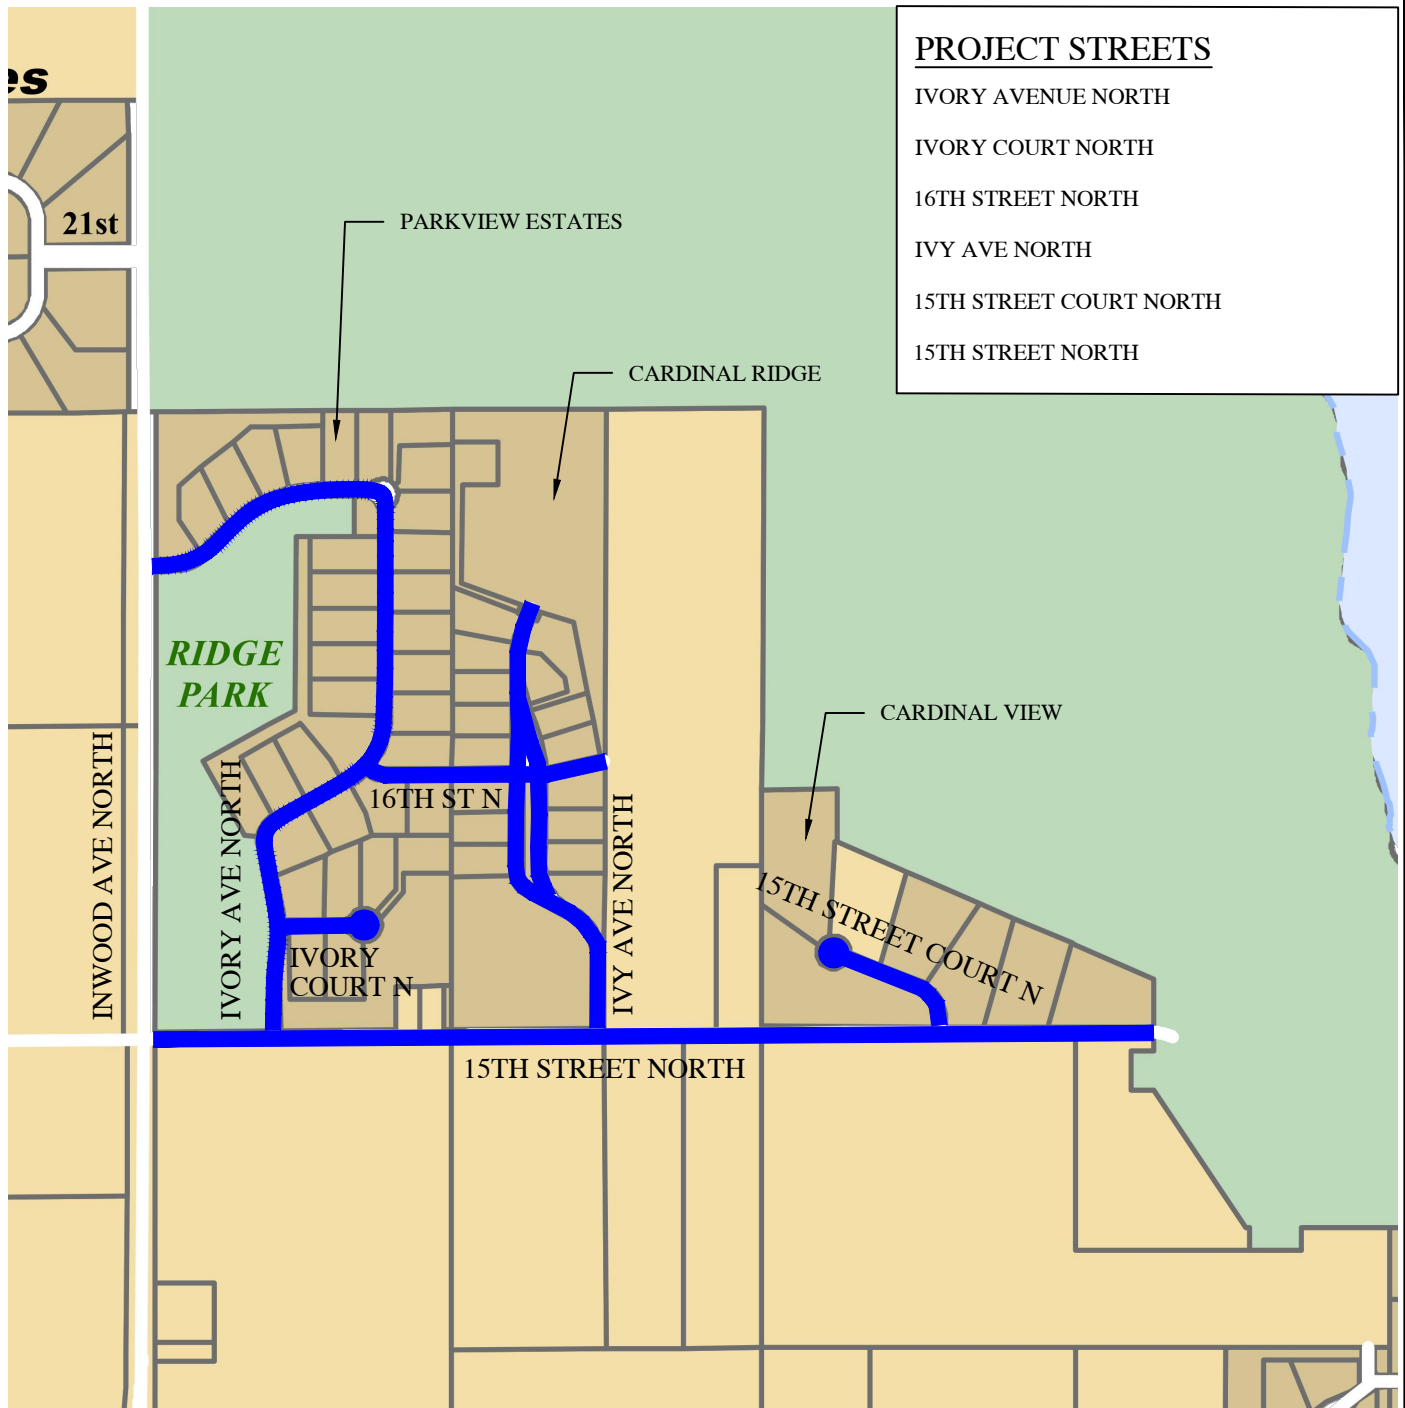 PROJECT STREETS
IVORY AVENUE NORTH
IVORY COURT NORTH
16TH STREET NORTH
IVY AVE NORTH
15TH STREET COURT NORTH
15TH STREET NORTH
es
21st
PARKVIEW ESTATES
CARDINAL RIDGE
RIDGE
PARK
CARDINAL VIEW
INWOOD AVE NORTH
IVORY AVE NORTH
16TH ST N
IVY AVE NORTH
15TH STREET COURT N
IVORY
COURT N
15TH STREET NORTH